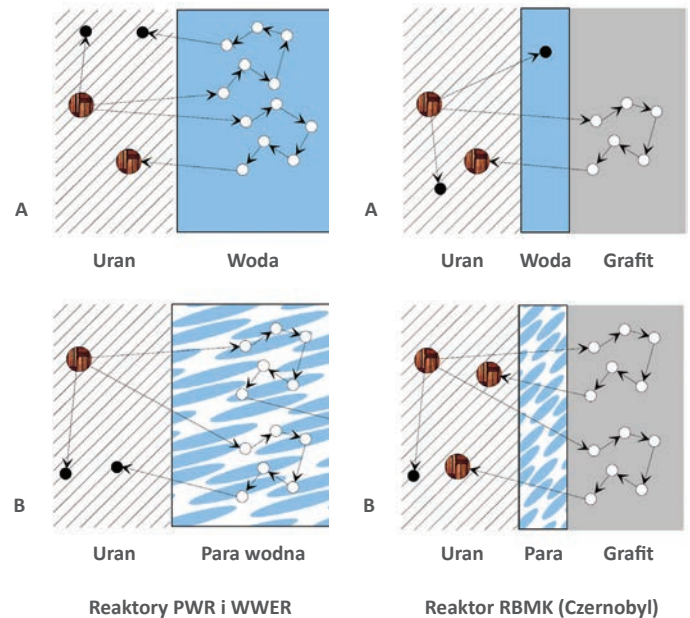 A
A
Uran Woda
Uran Woda Grafit
B
B
Uran Para wodna
Uran Para Grafit
Reaktory PWR i WWER
Reaktor RBMK (Czernobyl)